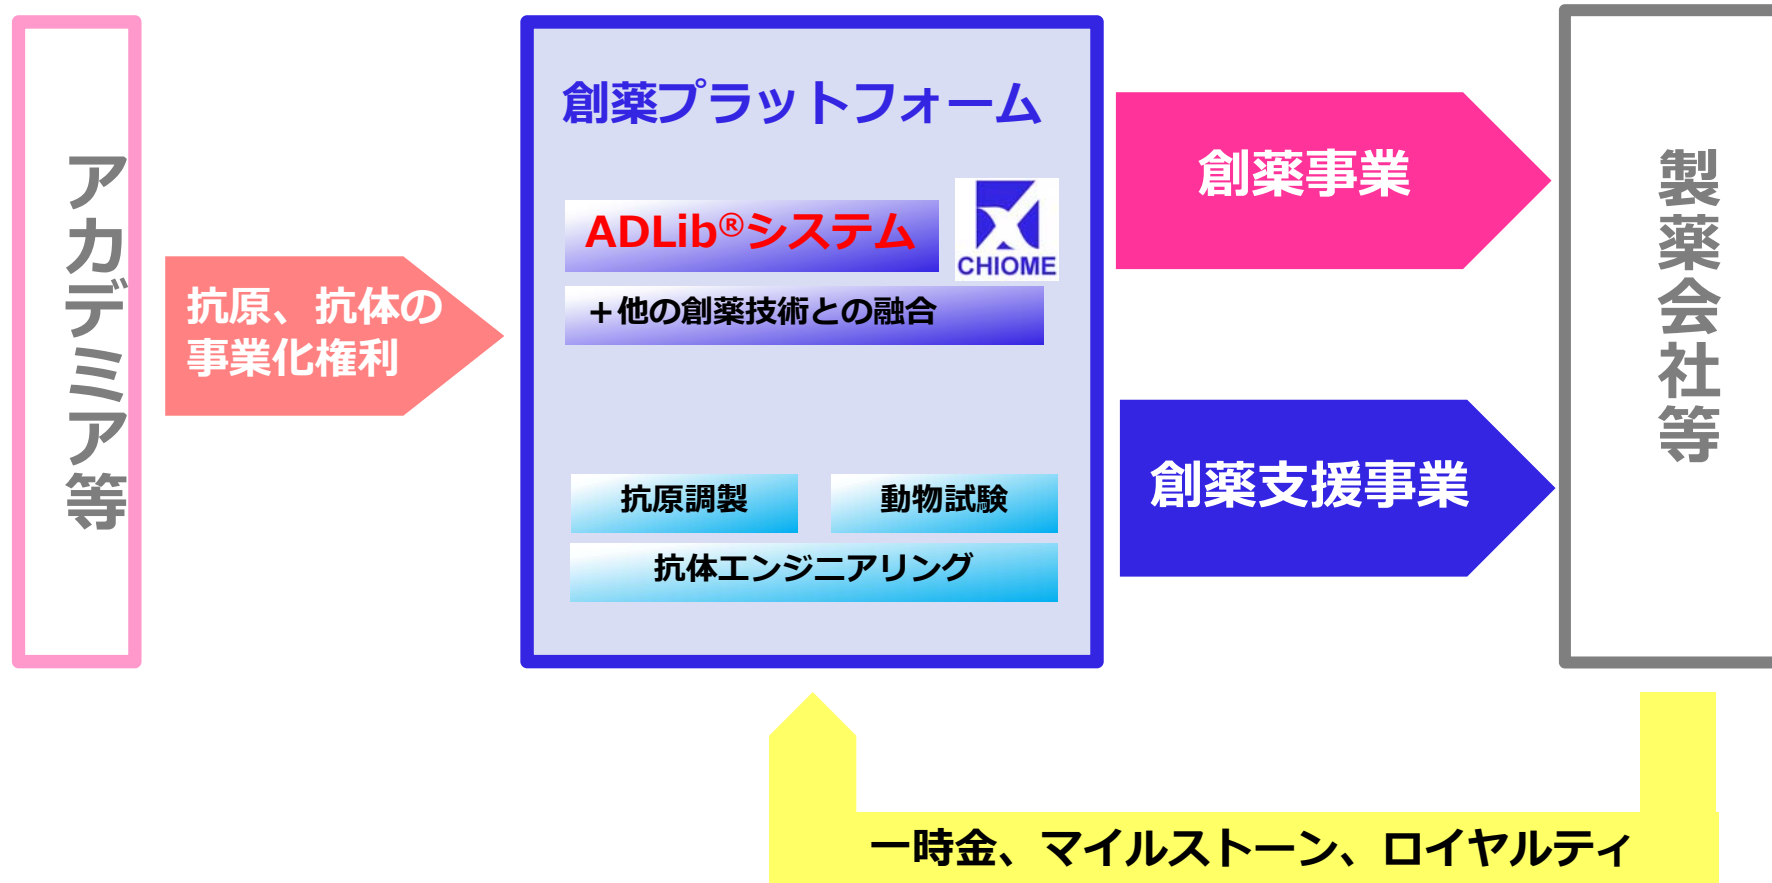 アカデミア等
抗原、抗体の
事業化権利
創薬プラットフォーム
ADLib®システム
CHIOME
＋他の創薬技術との融合
抗原調製
動物試験
抗体エンジニアリング
創薬事業
創薬支援事業
製薬会社等
一時金、マイルストーン、ロイヤルティ